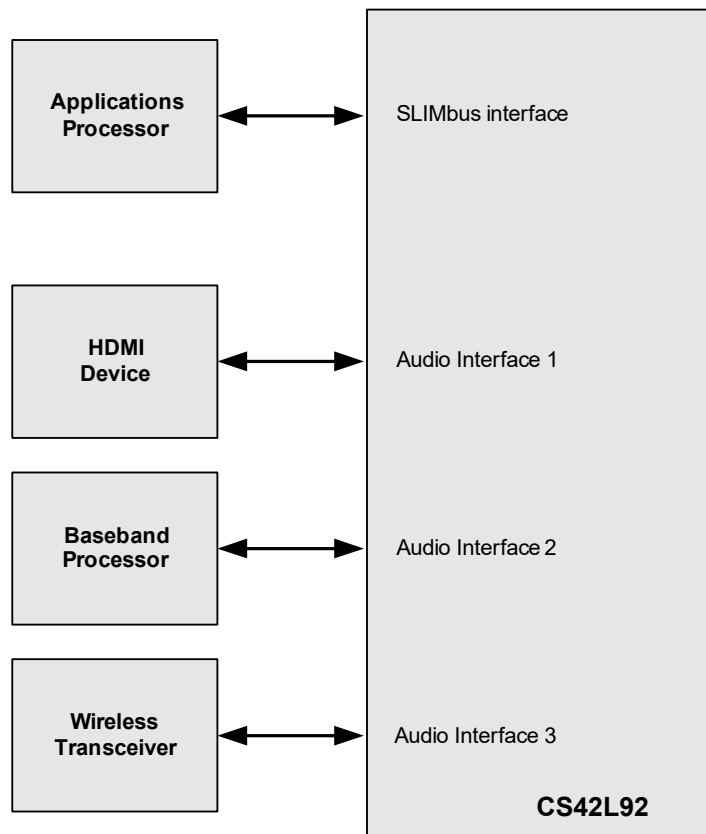 Applications
Processor
SLIMbus interface
HDMI
Device
Audio Interface 1
Baseband
Processor
Audio Interface 2
Wireless
Transceiver
Audio Interface 3
CS42L92